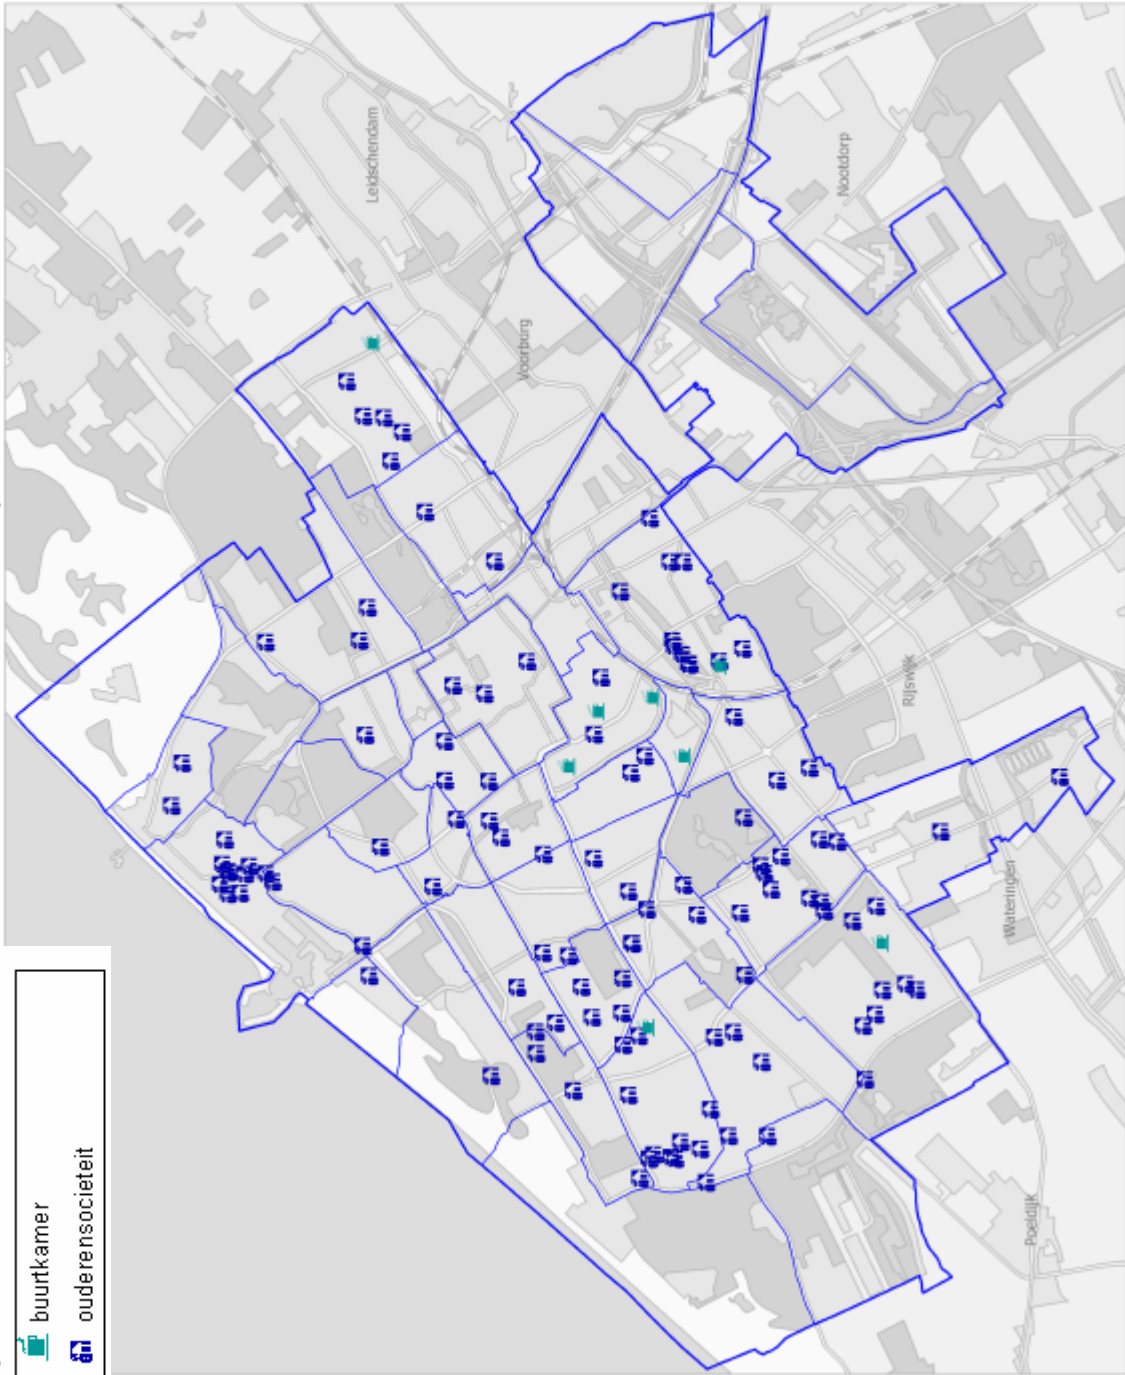 buurtkamer
ouderensocieteit
Leidschendam
Voorburg
Nootdorp
Rijswijk
Wateringen
Poeldijk